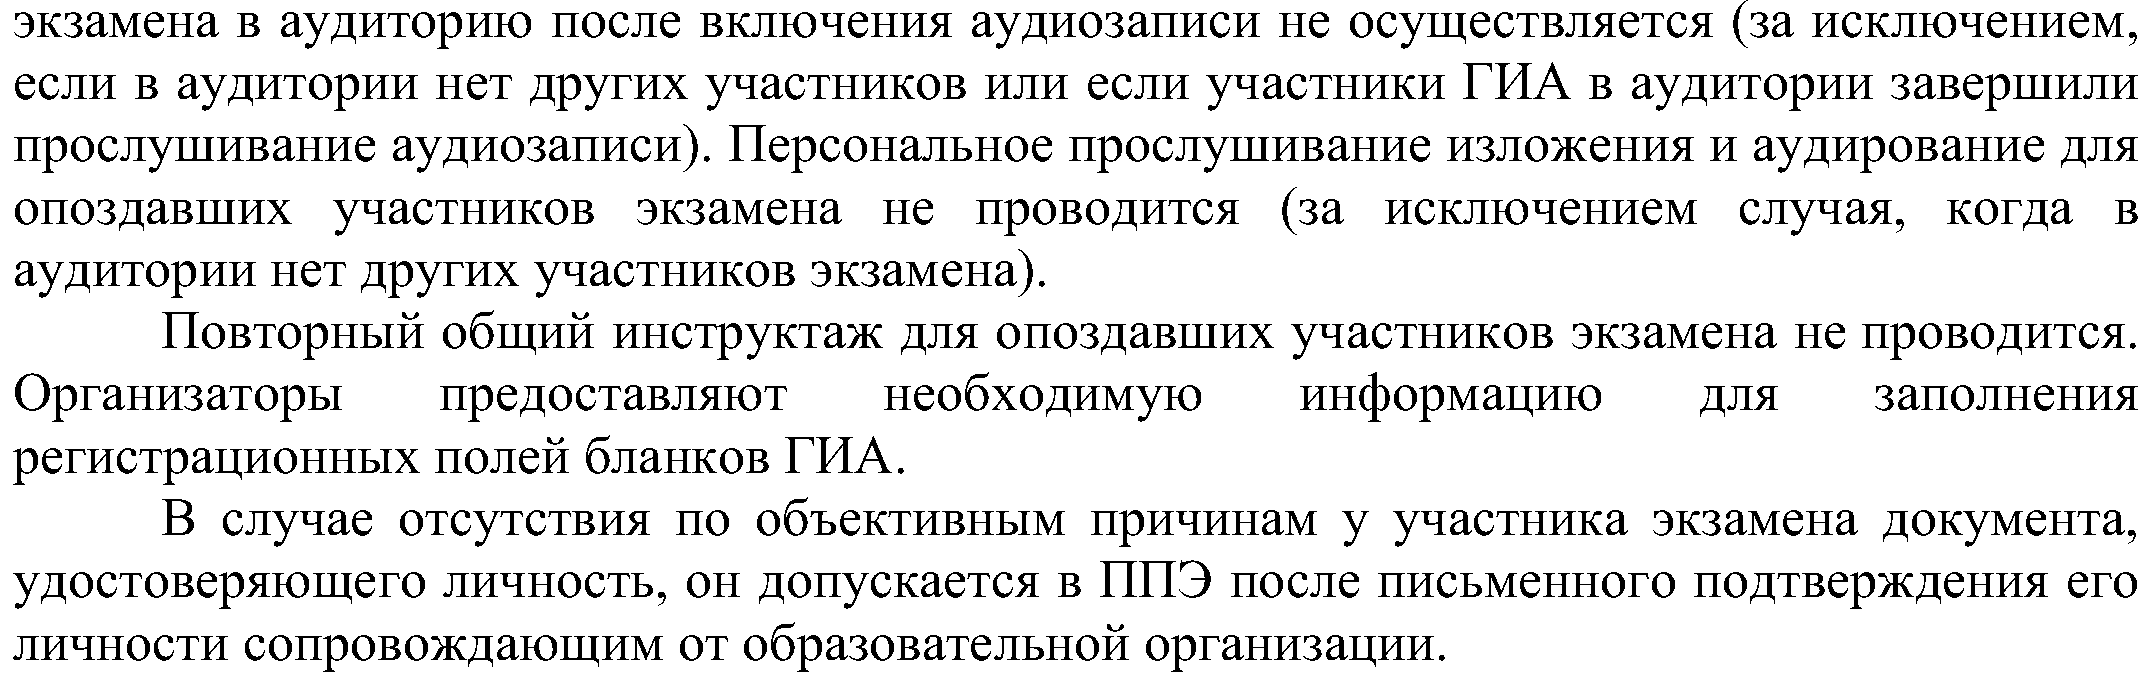 экзамена в аудиторию после включения аудиозаписи не осуществляется (за исключением,
если в аудитории нет других участников или если участники ГИА в аудитории завершили
прослушивание аудиозаписи). Персональное прослушивание изложения и аудирование для
опоздавших участников экзамена не проводится (за исключением случая, когда в
аудитории нет других участников экзамена).
Повторный общий инструктаж для опоздавших участников экзамена не проводится.
Организаторы предоставляют необходимую информацию для заполнения
регистрационных полей бланков ГИА.
В случае отсутствия по объективным причинам у участника экзамена документа,
удостоверяющего личность, он допускается в ППЭ после письменного подтверждения его
личности сопровождающим от образовательной организации.